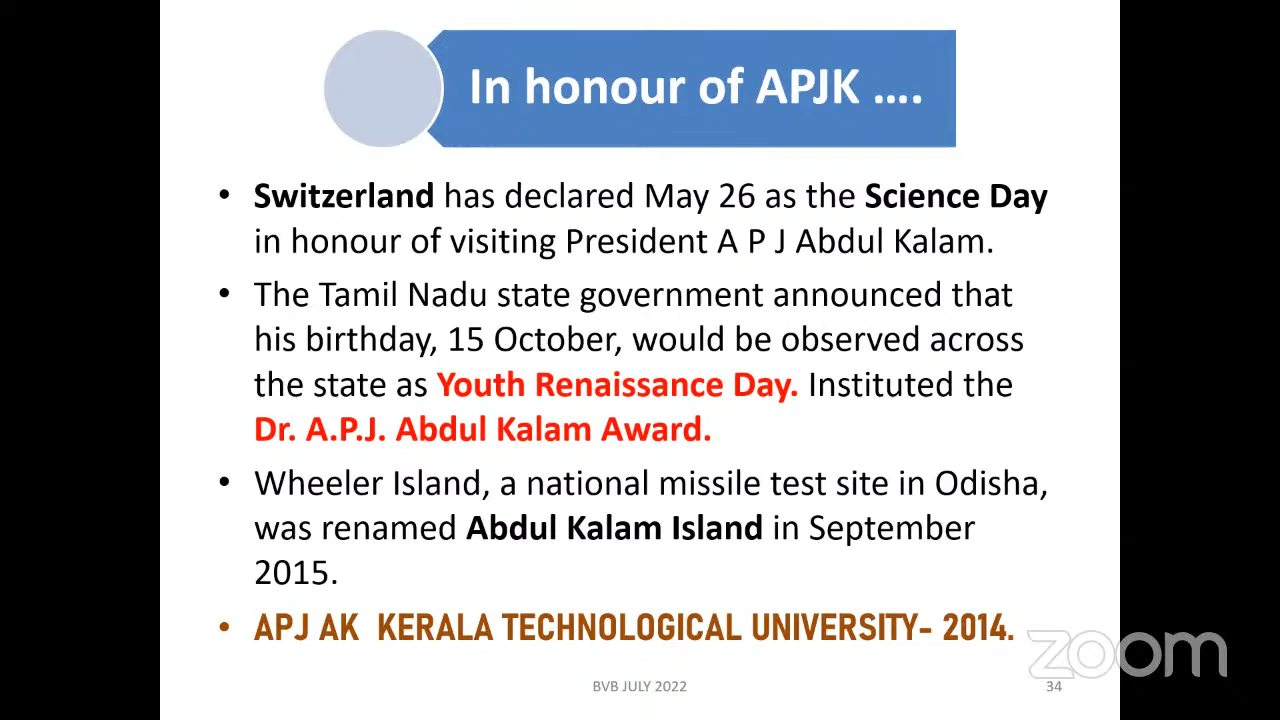 In honour of APJK ....
• Switzerland has declared May 26 as the Science Day
in honour of visiting President A P J Abdul Kalam.
• The Tamil Nadu state government announced that
his birthday, 15 October, would be observed across
the state as Youth Renaissance Day. Instituted the
Dr. A.P.J. Abdul Kalam Award.
• Wheeler Island, a national missile test site in Odisha,
was renamed Abdul Kalam Island in September
2015.
• APJ AK KERALA TECHNOLOGICAL UNIVERSITY- 2014.
zoom
BVB JULY 2022
34